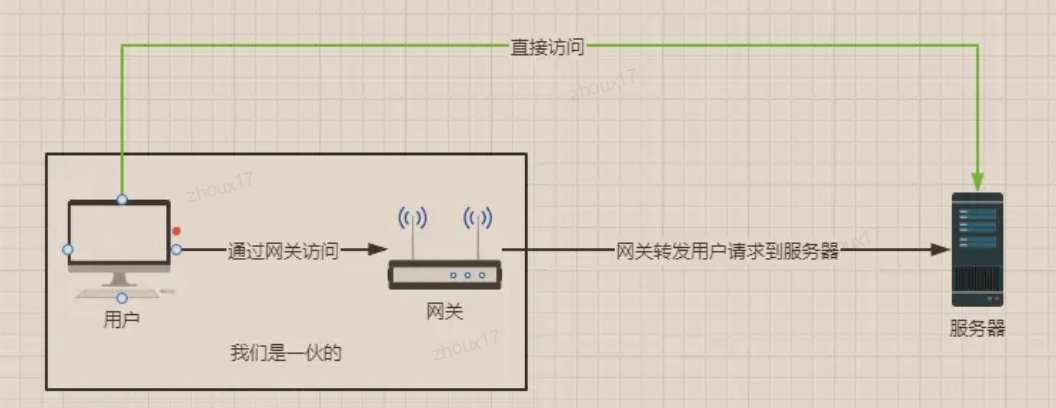 直接访问
zhoux17
zhoux17
通过网关访问
网关转发用户请求到服务器
网关
用户
服务器
我们是一伙的
zhoux17